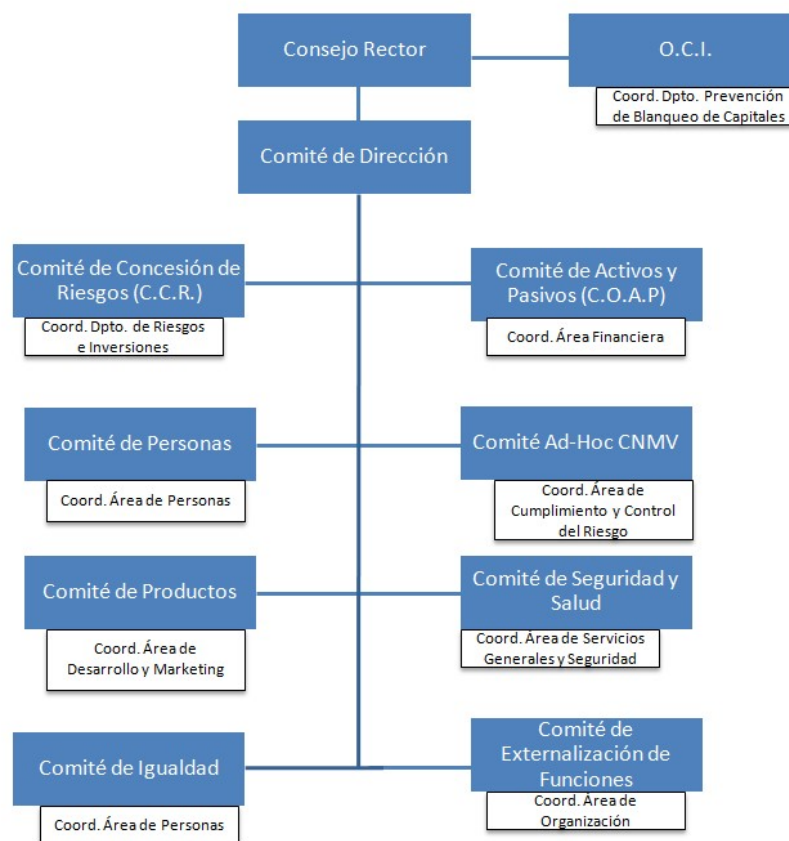 Consejo Rector
O.C.I.
Coord. Dpto. Prevención
de Blanqueo de Capitales
Comité de Dirección
Comité de Concesión de
Riesgos (C.C.R.)
Coord. Dpto. de Riesgos
e Inversiones
Comité de Activos y
Pasivos (C.O.A.P)
Coord. Área Financiera
Comité de Personas
Coord. Área de Personas
Comité Ad-Hoc CNMV
Coord. Área de
Cumplimiento y Control
del Riesgo
Comité de Productos
Coord. Área de
Desarrollo y Marketing
Comité de Seguridad y
Salud
Coord. Área de Servicios
Generales y Seguridad
Comité de Igualdad
Coord. Área de Personas
Comité de
Externalización de
Funciones
Coord. Área de
Organización